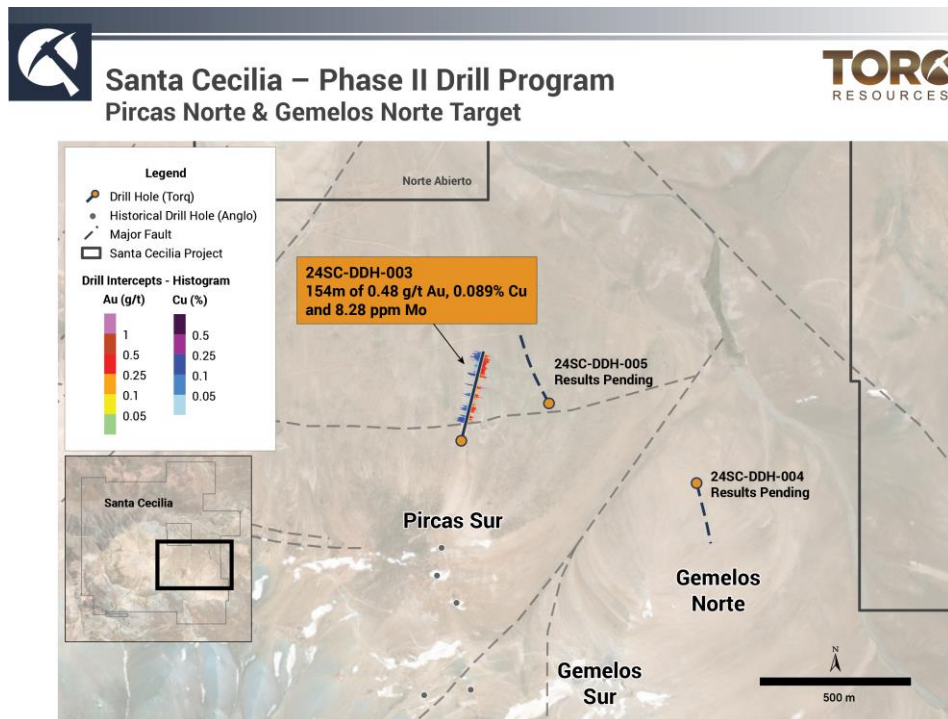 Santa Cecilia – Phase II Drill Program
Pircas Norte & Gemelos Norte Target
TORQ
RESOURCES
Legend
Drill Hole (Torq)
Historical Drill Hole (Anglo)
Major Fault
Santa Cecilia Project
Drill Intercepts - Histogram
Au (g/t)
Cu (%)
1
0.5
0.25
0.1
0.05
0.5
0.25
0.1
0.05
Norte Abierto
24SC-DDH-003
154m of 0.48 g/t Au, 0.089% Cu
and 8.28 ppm Mo
24SC-DDH-005
Results Pending
24SC-DDH-004
Results Pending
Santa Cecilia
Pircas Sur
Gemelos
Norte
Gemelos
Sur
N
500 m